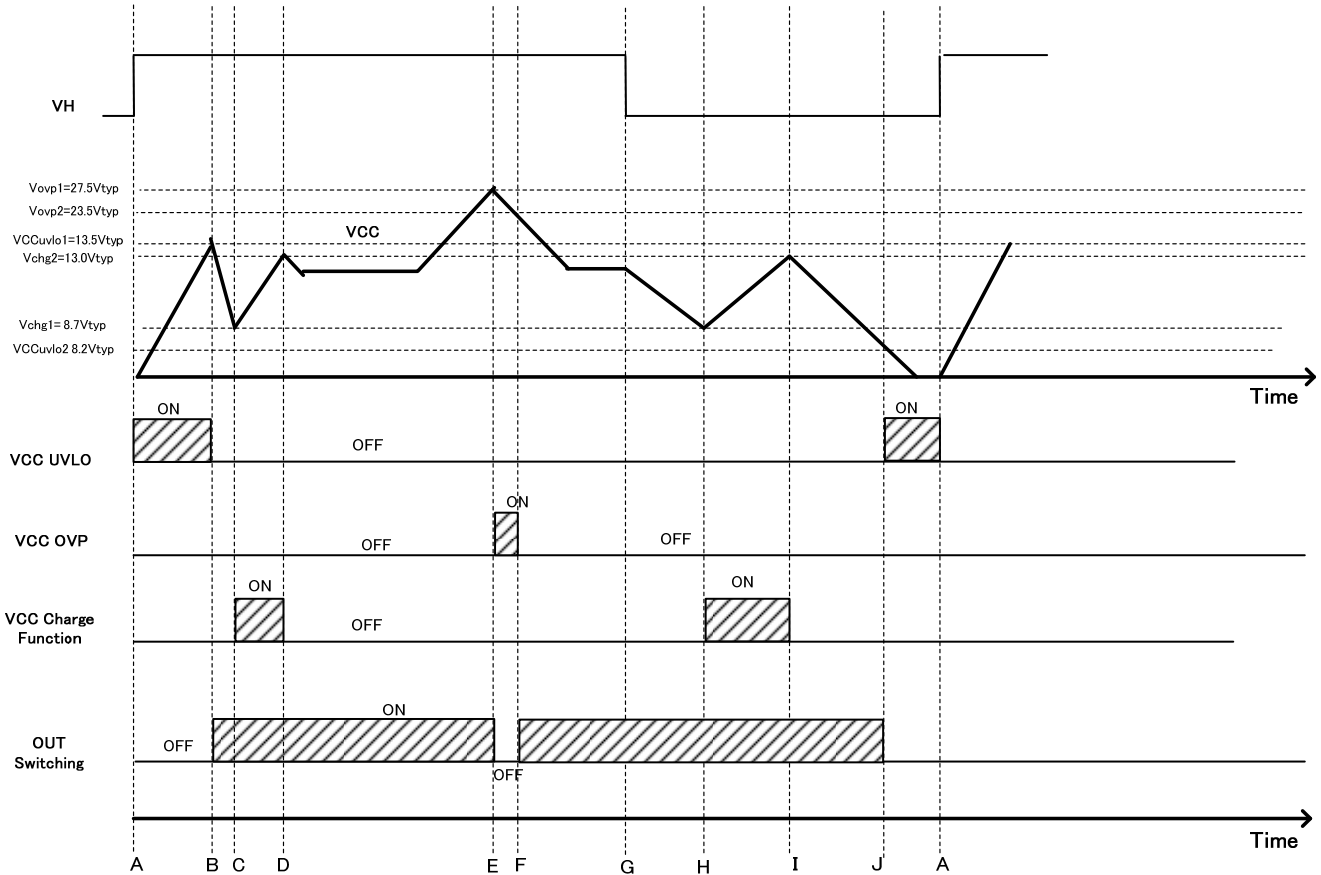 VH
Vovp1=27.5Vtyp
Vovp2=23.5Vtyp
VCC
VCCuvlo1=13.5Vtyp
Vchg2=13.0Vtyp
Vchg1= 8.7Vtyp
VCCuvlo2 8.2Vtyp
Time
ON
ON
OFF
VCC UVLO
ON
OFF
OFF
VCC OVP
ON
ON
OFF
VCC Charge
Function
ON
OFF
OUT
Switching
OFF
Time
A B C D E F G H I J A